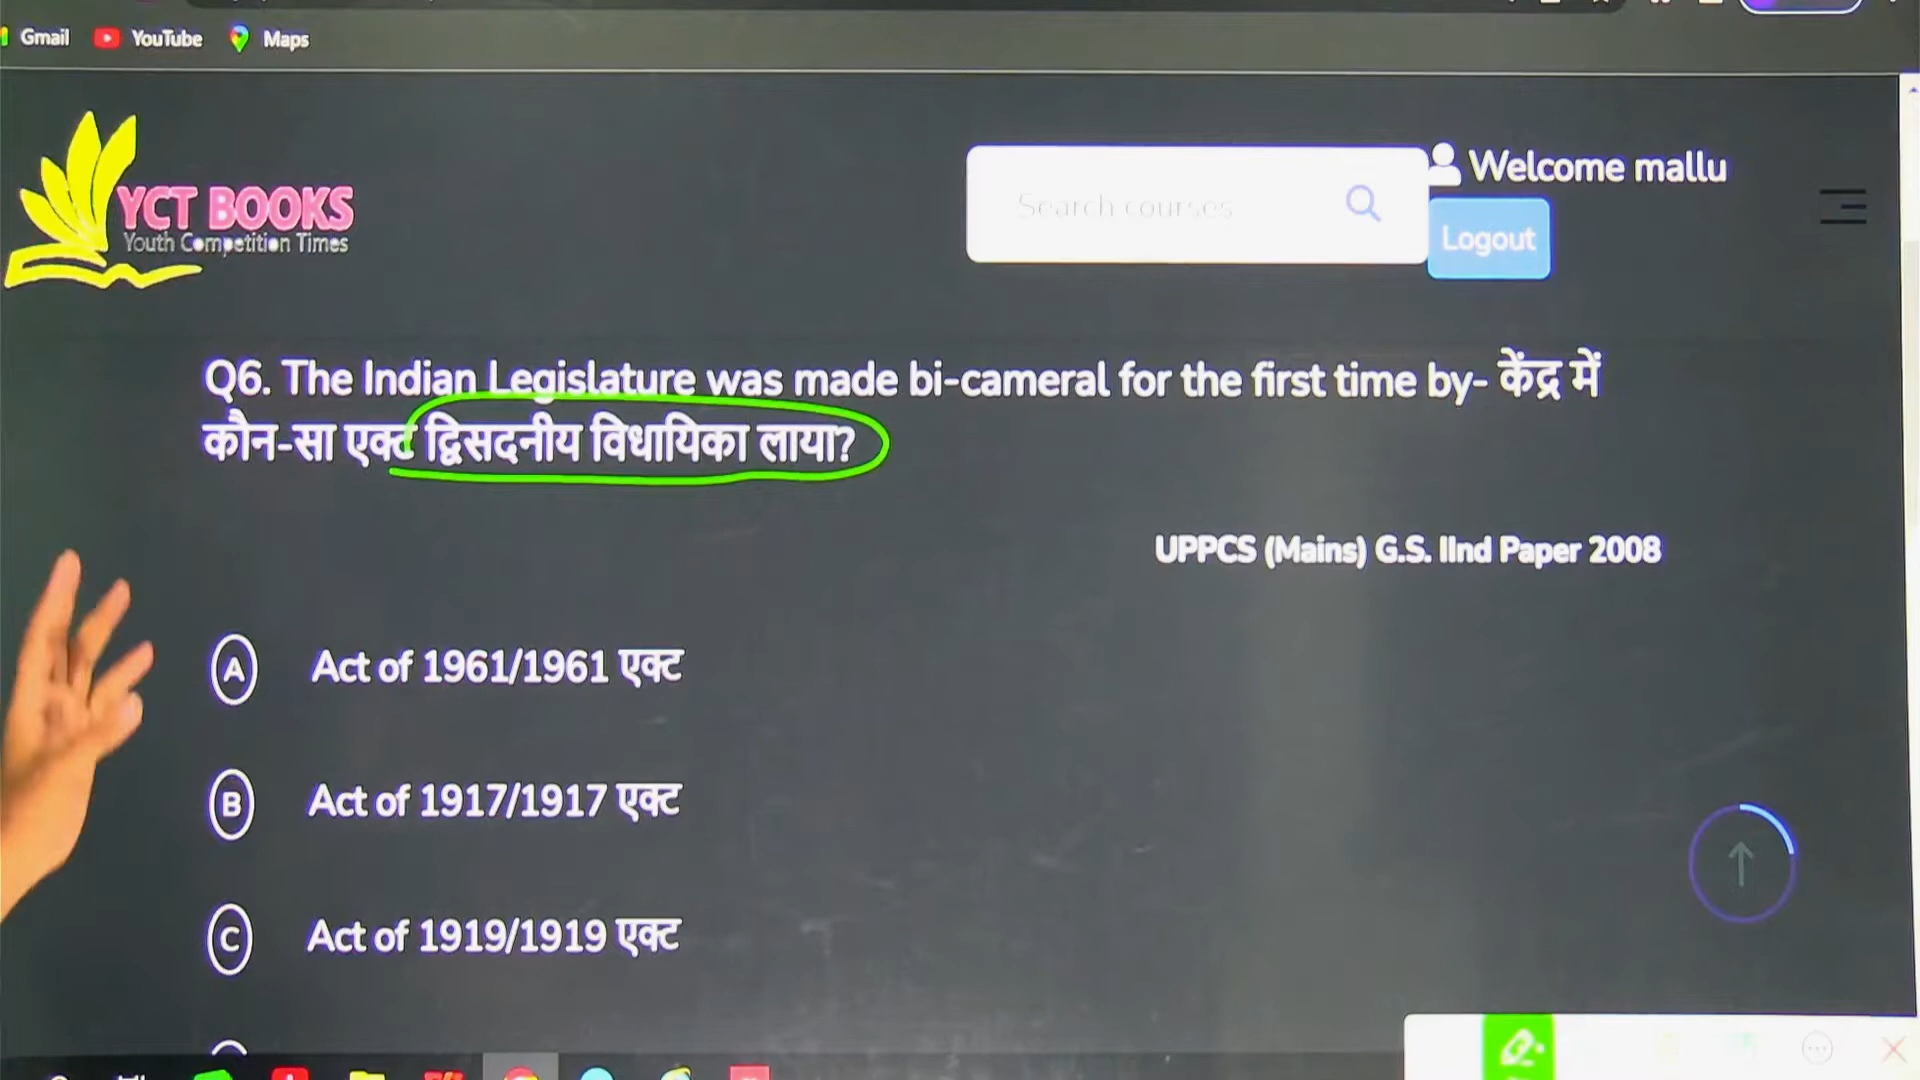 Gmail YouTube Maps
YCT BOOKS
Youth Competition Times
Search courses
Welcome mallu
Logout
Q6. The Indian Legislature was made bi-cameral for the first time by- केंद्र में
कौन-सा एक्ट द्विसदनीय विधायिका लाया?
UPPCS (Mains) G.S. IInd Paper 2008
A Act of 1961/1961 एक्ट
B Act of 1917/1917 एक्ट
C Act of 1919/1919 एक्ट